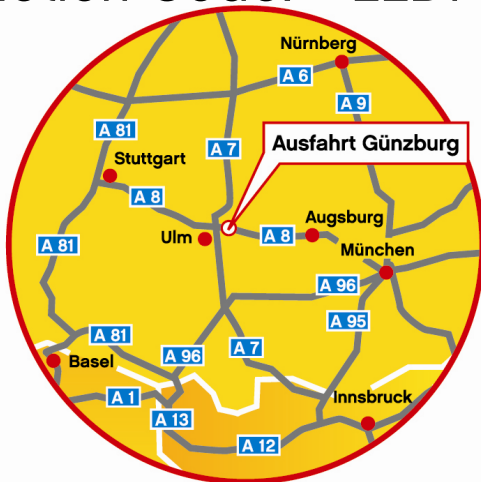 Nürnberg
A 6
A 9
A 81
A 7
Ausfahrt Günzburg
Stuttgart
A 8
Augsburg
Ulm
A 8
A 81
München
A 96
A 95
A 81
A 96
A 7
Basel
A 1
Innsbruck
A 13
A 12